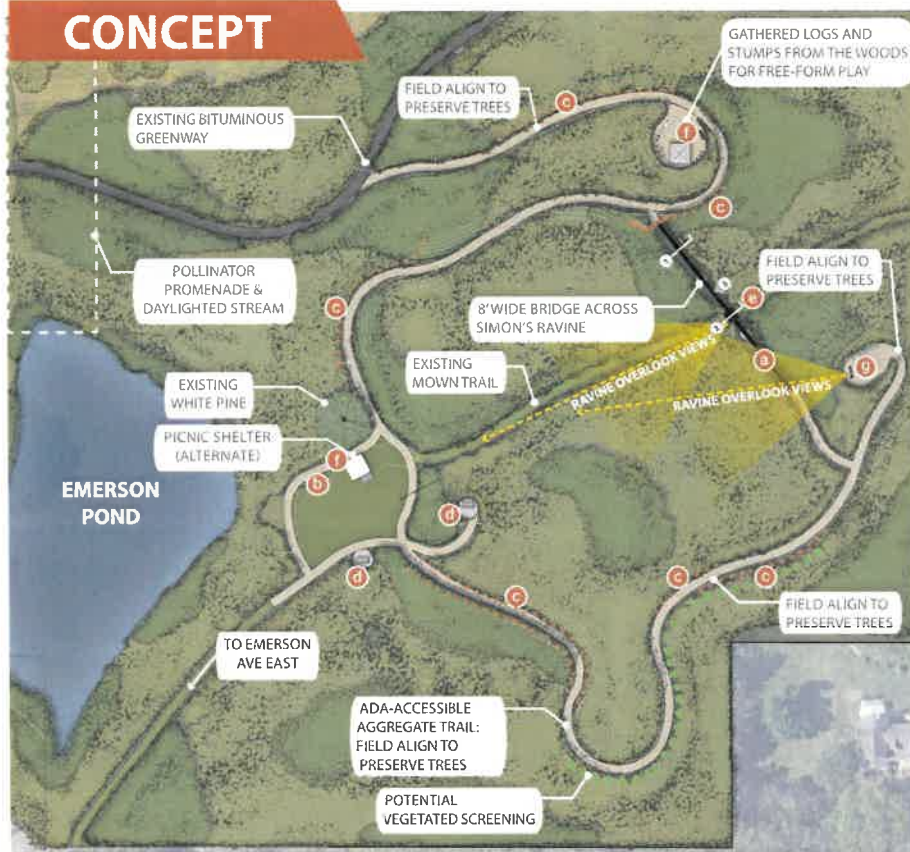 CONCEPT
GATHERED LOGS AND
STUMPS FROM THE WOODS
FOR FREE-FORM PLAY
FIELD ALIGN TO
PRESERVE TREES
c
EXISTING BITUMINOUS
GREENWAY
f
c
POLLINATOR
PROMENADE &
DAYLIGHTED STREAM
FIELD ALIGN TO
PRESERVE TREES
c
8' WIDE BRIDGE ACROSS
SIMON'S RAVINE
e
a
g
EXISTING
MOWN TRAIL
RAVINE OVERLOOK VIEWS
RAVINE OVERLOOK VIEWS
EXISTING
WHITE PINE
PICNIC SHELTER
(ALTERNATE)
f
b
EMERSON
POND
d
d
c
c
c
FIELD ALIGN TO
PRESERVE TREES
TO EMERSON
AVE EAST
ADA-ACCESSIBLE
AGGREGATE TRAIL:
FIELD ALIGN TO
PRESERVE TREES
POTENTIAL
VEGETATED SCREENING